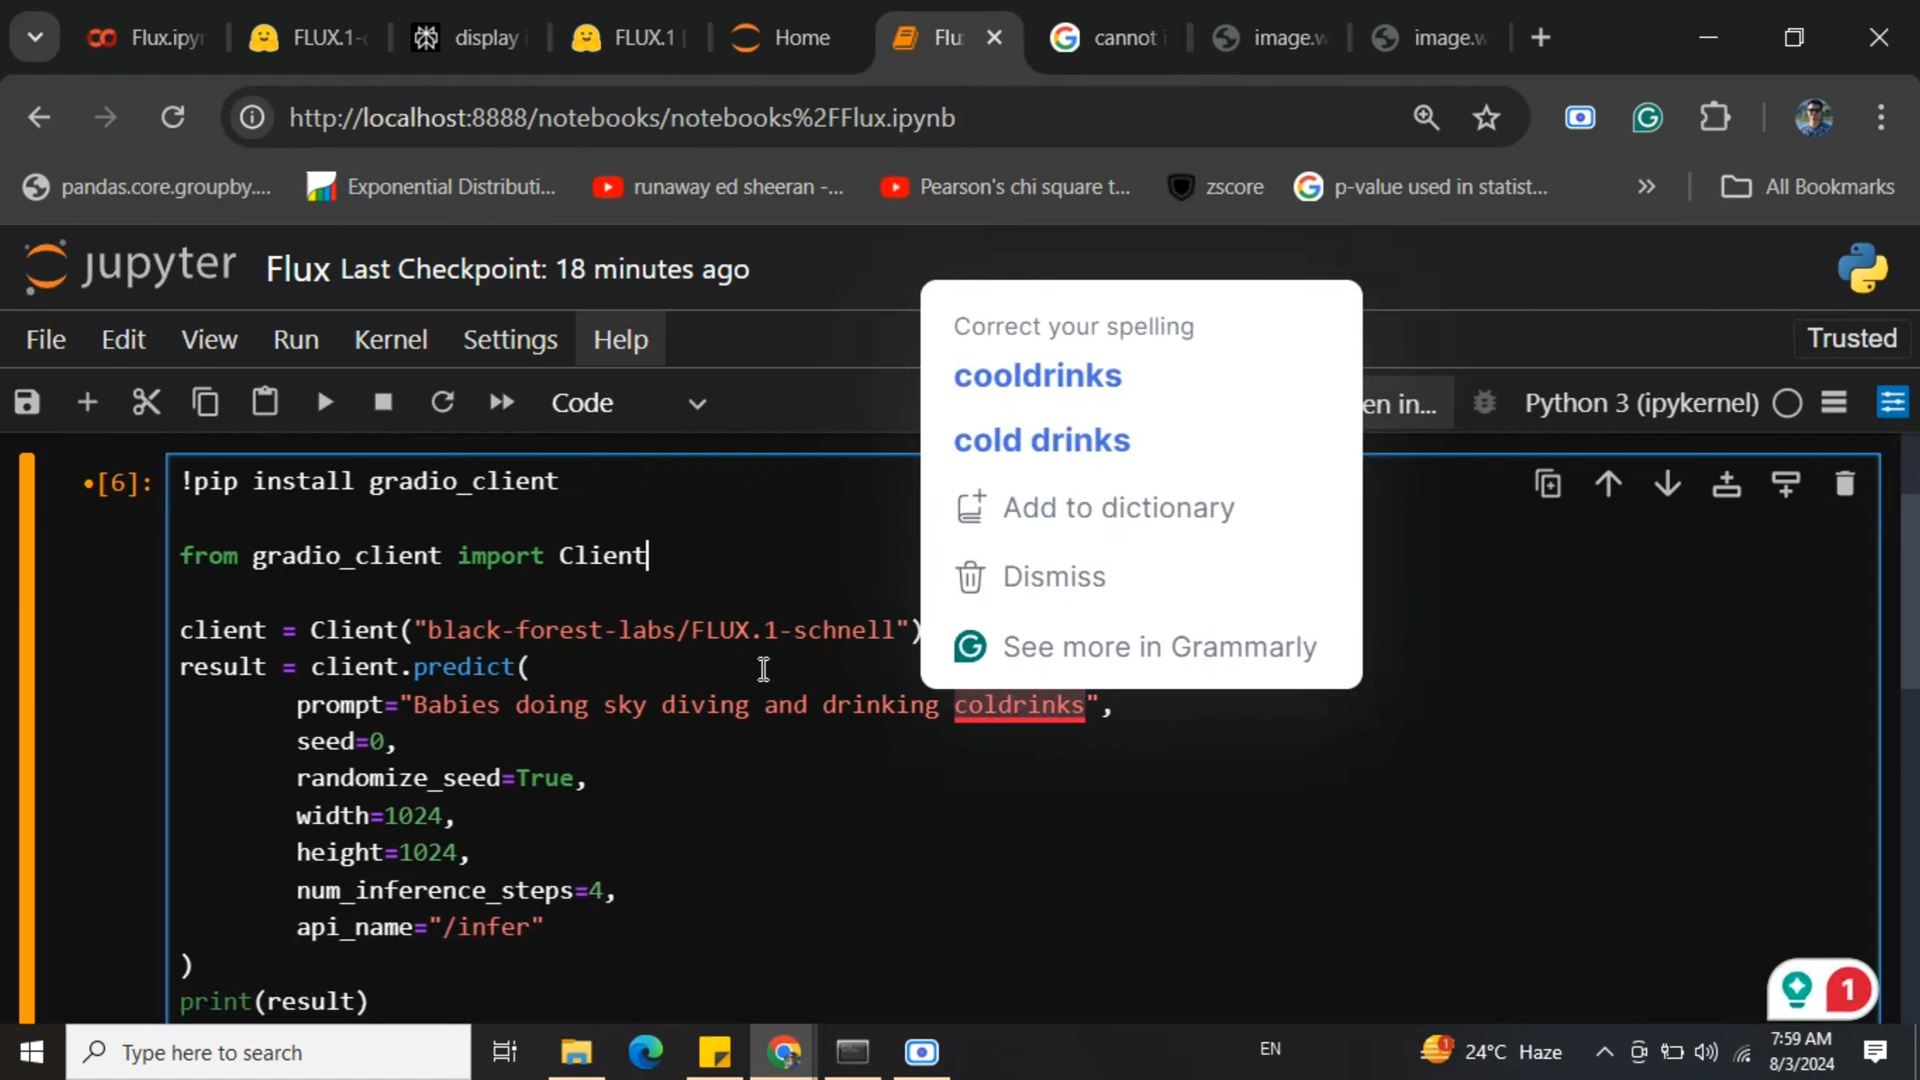 Flux.ipyn
FLUX.1-
display
FLUX.1 [
Home
Flu
cannot
image.w
image.w
http://localhost:8888/notebooks/notebooks%2FFlux.ipynb
pandas.core.groupby....
Exponential Distributi...
runaway ed sheeran -...
Pearson's chi square t...
zscore
p-value used in statist...
All Bookmarks
jupyter
Flux Last Checkpoint: 18 minutes ago
File
Edit
View
Run
Kernel
Settings
Help
Trusted
Code
en in...
Python 3 (ipykernel)
Correct your spelling
cooldrinks
cold drinks
Add to dictionary
Dismiss
See more in Grammarly
[6]:
!pip install gradio_client
from gradio_client import Client
client = Client("black-forest-labs/FLUX.1-schnell")
result = client.predict(
prompt="Babies doing sky diving and drinking coldrinks",
seed=0,
randomize_seed=True,
width=1024,
height=1024,
num_inference_steps=4,
api_name="/infer"
)
print(result)
1
Type here to search
EN
24°C Haze
7:59 AM
8/3/2024